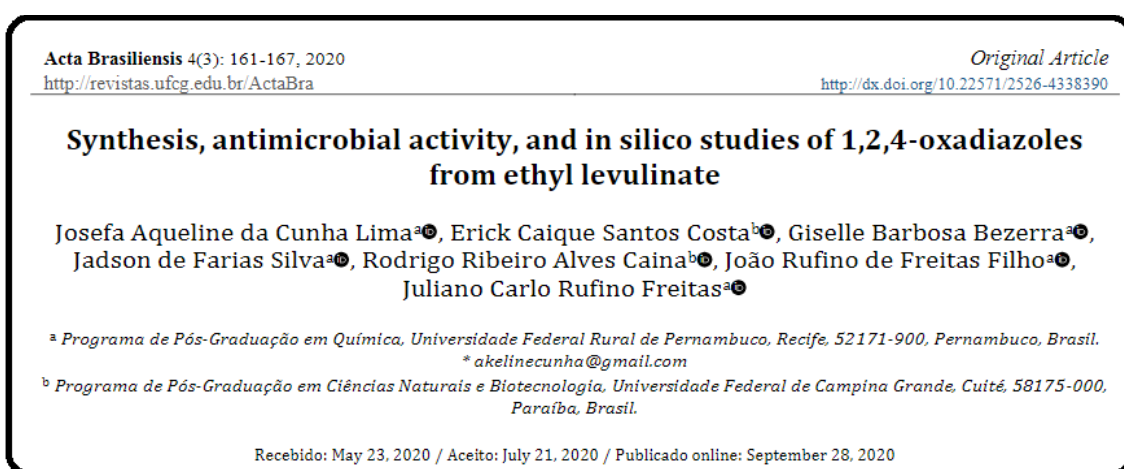 Acta Brasiliensis 4(3): 161-167, 2020
Original Article
http://revistas.ufcg.edu.br/ActaBra
http://dx.doi.org/10.22571/2526-4338390
Synthesis, antimicrobial activity, and in silico studies of 1,2,4-oxadiazoles
from ethyl levulinate
Josefa Aqueline da Cunha Limaᵃ, Erick Caique Santos Costaᵇ, Giselle Barbosa Bezerraᵃ,
Jadson de Farias Silvaᵃ, Rodrigo Ribeiro Alves Cainaᵇ, João Rufino de Freitas Filhoᵃ,
Juliano Carlo Rufino Freitasᵃ
ᵃ Programa de Pós-Graduação em Química, Universidade Federal Rural de Pernambuco, Recife, 52171-900, Pernambuco, Brasil.
* akelinecunha@gmail.com
ᵇ Programa de Pós-Graduação em Ciências Naturais e Biotecnologia, Universidade Federal de Campina Grande, Cuité, 58175-000,
Paraíba, Brasil.
Recebido: May 23, 2020 / Aceito: July 21, 2020 / Publicado online: September 28, 2020